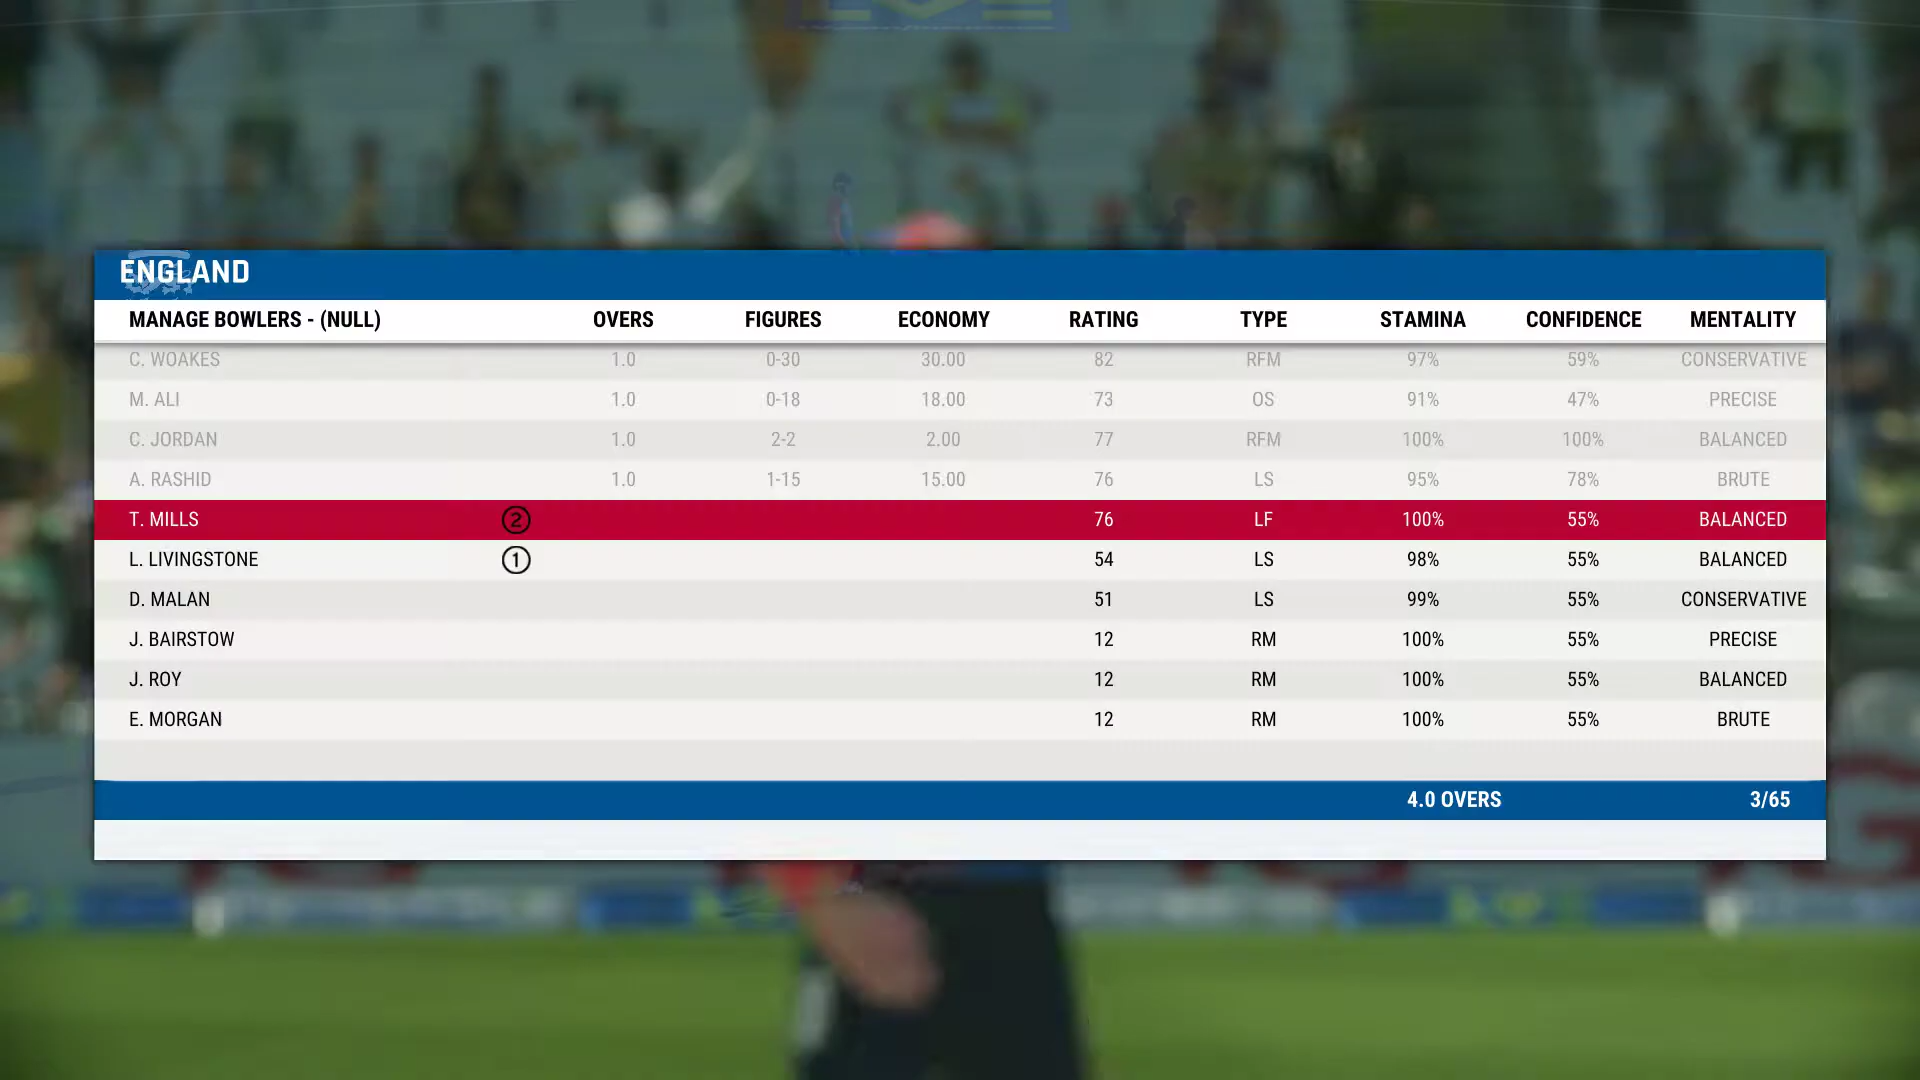 ENGLAND
MANAGE BOWLERS - (NULL) OVERS FIGURES ECONOMY RATING TYPE STAMINA CONFIDENCE MENTALITY
C. WOAKES 1.0 0-30 30.00 82 RFM 97% 59% CONSERVATIVE
M. ALI 1.0 0-18 18.00 73 OS 91% 47% PRECISE
C. JORDAN 1.0 2-2 2.00 77 RFM 100% 100% BALANCED
A. RASHID 1.0 1-15 15.00 76 LS 95% 78% BRUTE
T. MILLS 2 76 LF 100% 55% BALANCED
L. LIVINGSTONE 1 54 LS 98% 55% BALANCED
D. MALAN 51 LS 99% 55% CONSERVATIVE
J. BAIRSTOW 12 RM 100% 55% PRECISE
J. ROY 12 RM 100% 55% BALANCED
E. MORGAN 12 RM 100% 55% BRUTE
4.0 OVERS 3/65